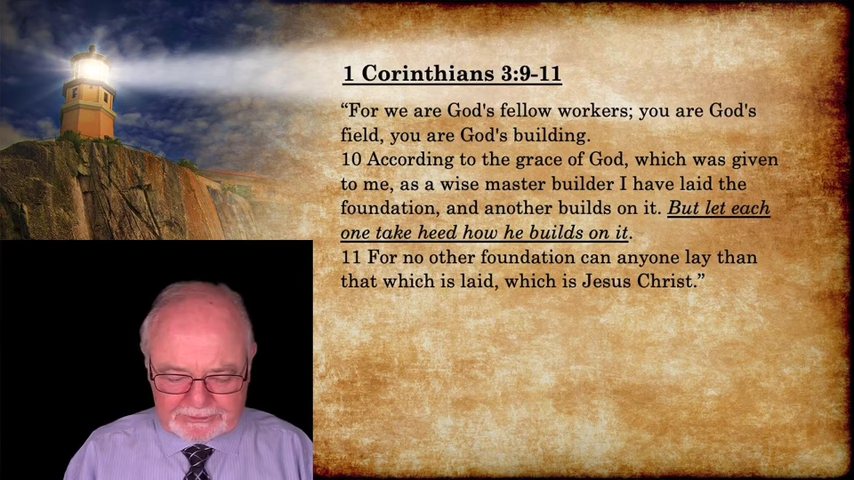 1 Corinthians 3:9-11
“For we are God's fellow workers; you are God's
field, you are God's building.
10 According to the grace of God, which was given
to me, as a wise master builder I have laid the
foundation, and another builds on it. But let each
one take heed how he builds on it.
11 For no other foundation can anyone lay than
that which is laid, which is Jesus Christ.”